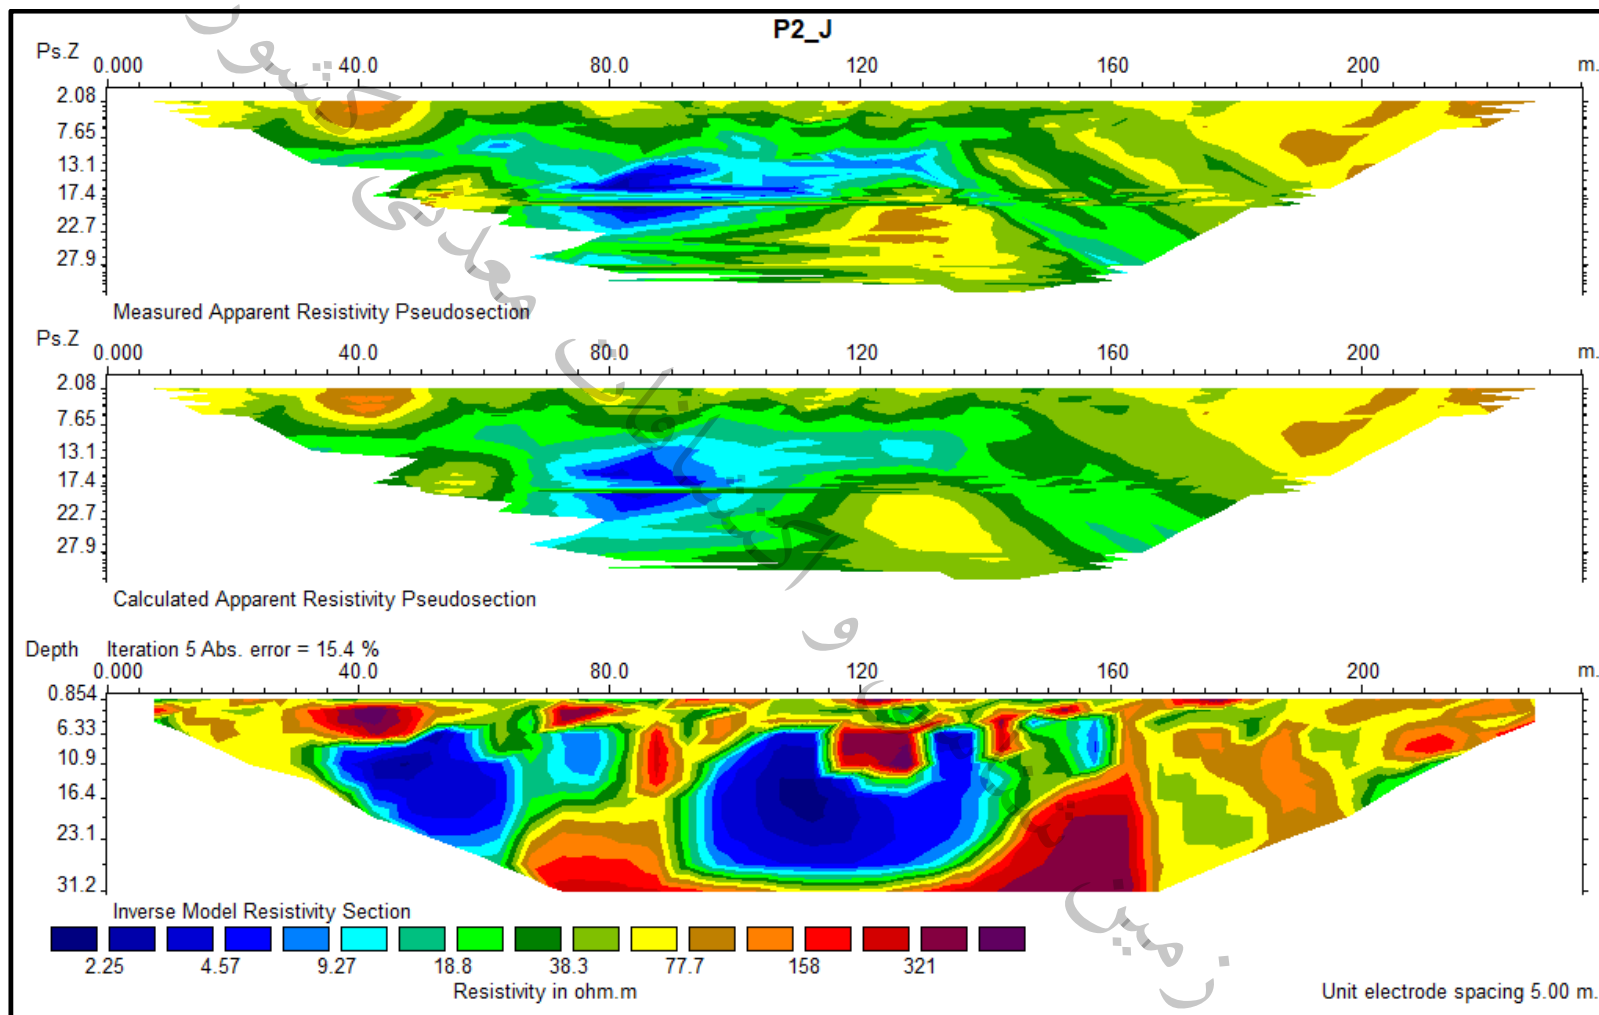 P2_J
Ps.Z 0.000 40.0 80.0 120 160 200 m.
2.08
7.65
13.1
17.4
22.7
27.9
Measured Apparent Resistivity Pseudosection
Ps.Z 0.000 40.0 80.0 120 160 200 m.
2.08
7.65
13.1
17.4
22.7
27.9
Calculated Apparent Resistivity Pseudosection
Depth Iteration 5 Abs. error = 15.4 %
0.000 40.0 80.0 120 160 200 m.
0.854
6.33
10.9
16.4
23.1
31.2
Inverse Model Resistivity Section
2.25 4.57 9.27 18.8 38.3 77.7 158 321
Resistivity in ohm.m
Unit electrode spacing 5.00 m.
زمین شناسی و اکتشافات معدنی کشور